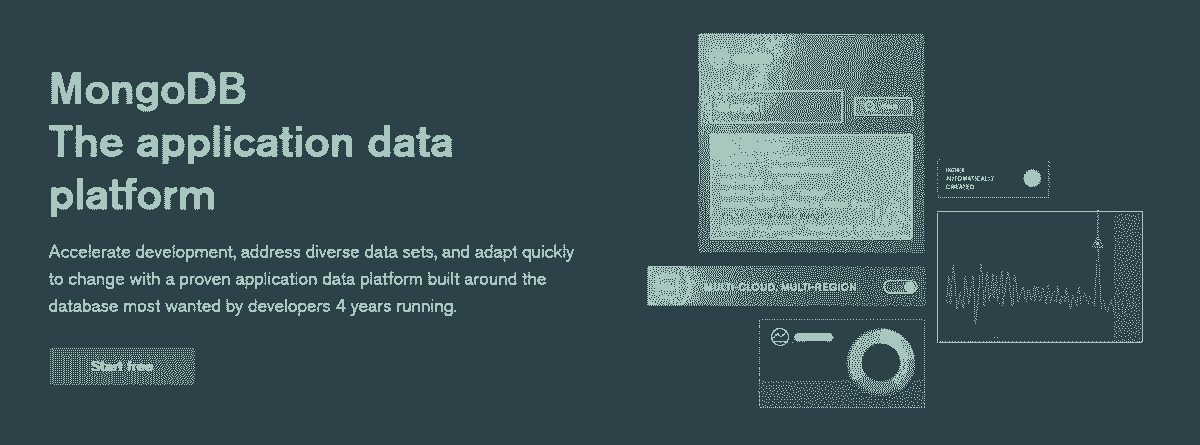 MongoDB
The application data
platform
Accelerate development, address diverse data sets, and adapt quickly
to change with a proven application data platform built around the
database most wanted by developers 4 years running.
Start free
AUTOMATICALLY
CREATED
MULTI-CLOUD, MULTI-REGION